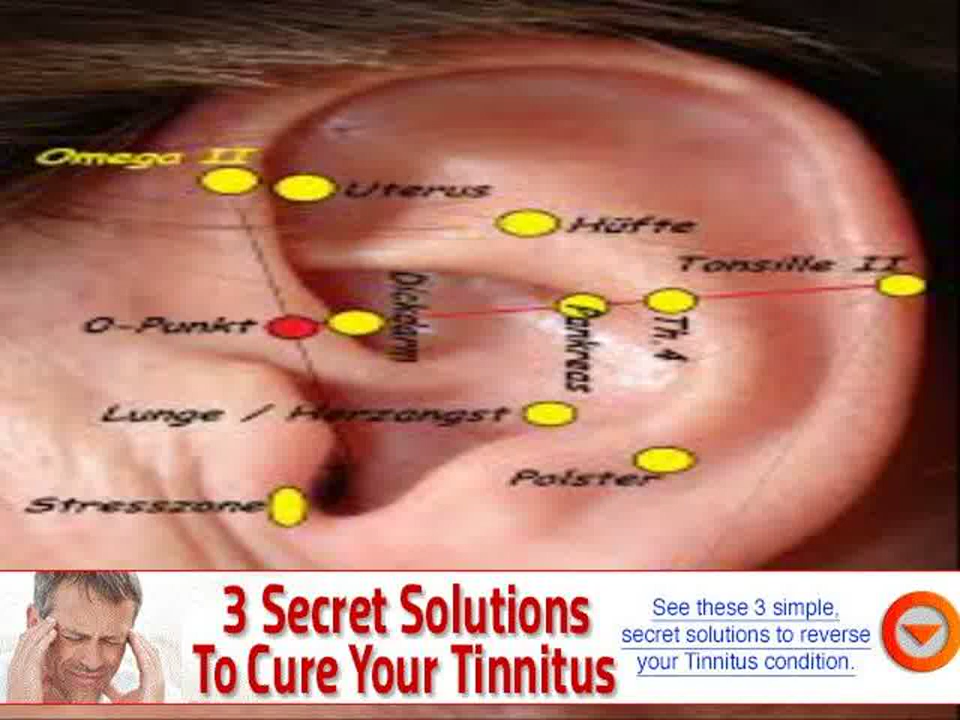 Omega II
Uterus
Hüfte
Tonsille II
Dickdarm
O-Punkt
Pankreas
Th. 4
Lunge / Herzangst
Polster
Stresszone
3 Secret Solutions
To Cure Your Tinnitus
See these 3 simple,
secret solutions to reverse
your Tinnitus condition.